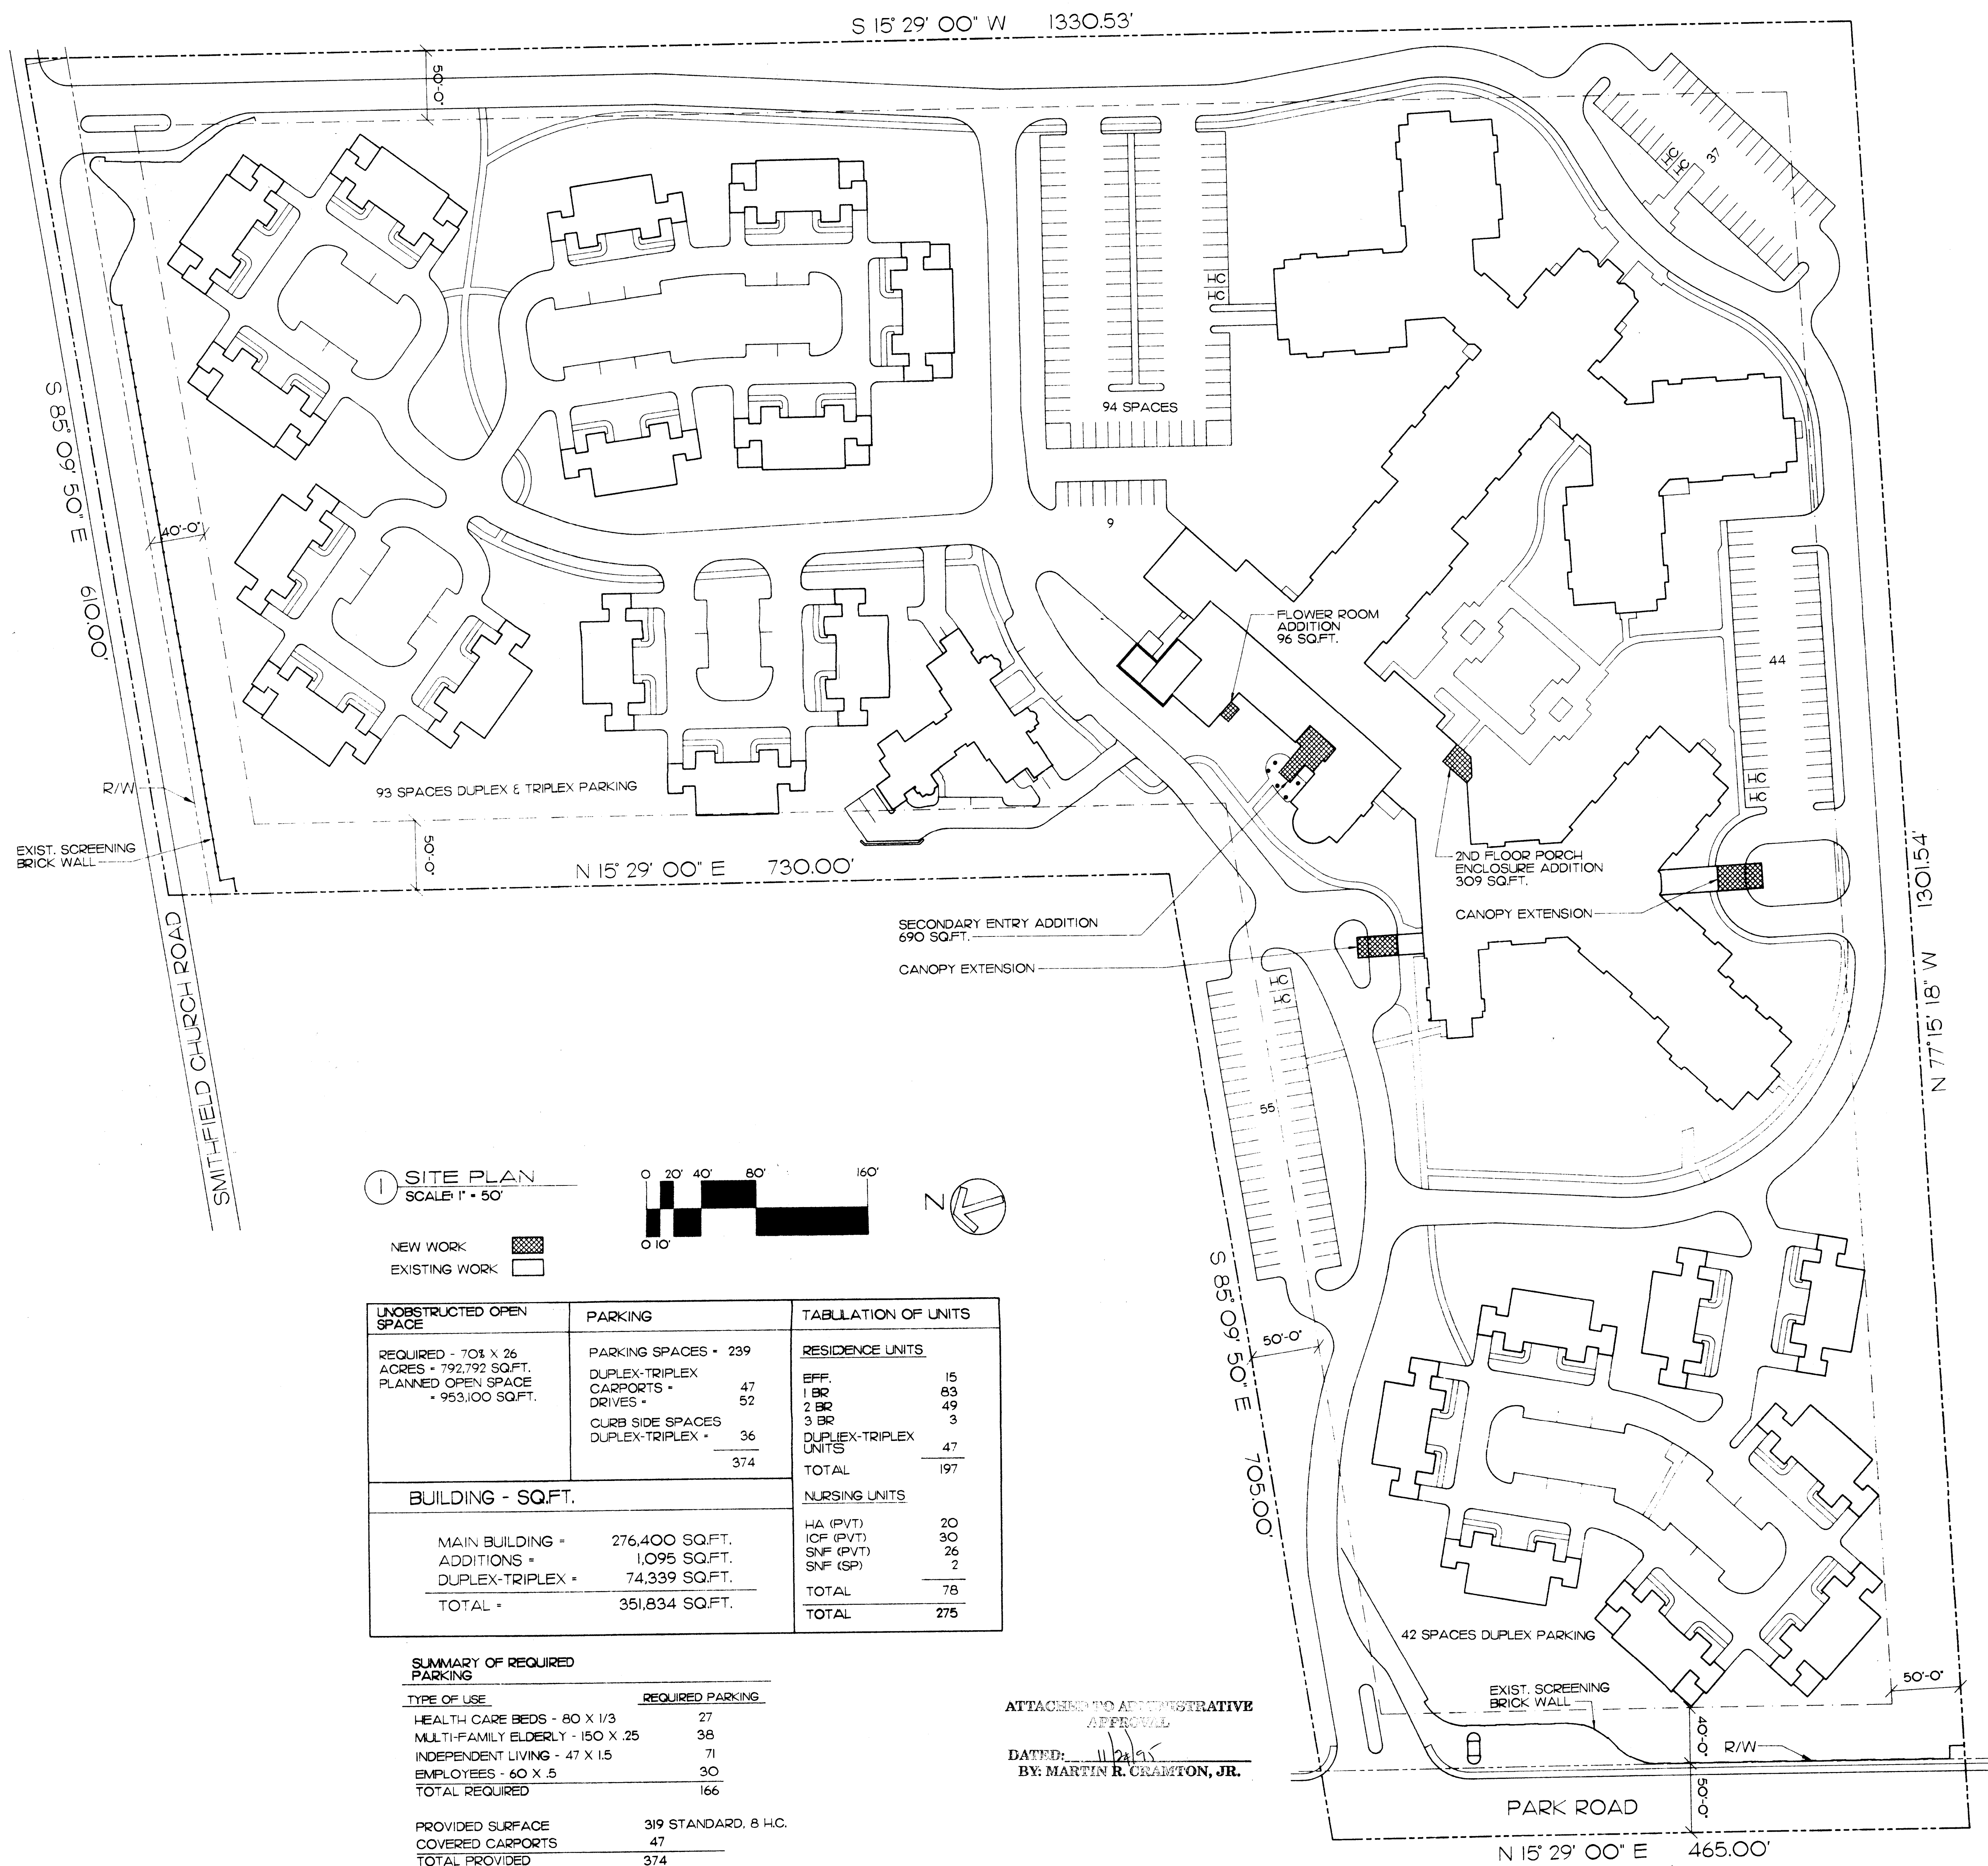 S 15° 29' 00" W 1330.53'
50'-0"
37
HC
HC
HC
HC
94 SPACES
S 85° 09' 50" E 610.00'
40'-0"
9
FLOWER ROOM
ADDITION
96 SQ.FT.
44
HC
HC
R/W
93 SPACES DUPLEX & TRIPLEX PARKING
EXIST. SCREENING
BRICK WALL
50'-0"
N 15° 29' 00" E 730.00'
2ND FLOOR PORCH
ENCLOSURE ADDITION
309 SQ.FT.
CANOPY EXTENSION
SECONDARY ENTRY ADDITION
690 SQ.FT.
CANOPY EXTENSION
N 77° 15' 18" W 1301.54'
HC
HC
55
SMITHFIELD CHURCH ROAD
1 SITE PLAN
SCALE: 1" = 50'
0 20' 40' 80' 160'
0 10'
N
NEW WORK
EXISTING WORK
S 85° 09' 50" E 705.00'
50'-0"
UNOBSTRUCTED OPEN
SPACE
REQUIRED - 70% X 26
ACRES = 792,792 SQ.FT.
PLANNED OPEN SPACE
= 953,100 SQ.FT.
PARKING
PARKING SPACES = 239
DUPLEX-TRIPLEX
CARPORTS = 47
DRIVES = 52
CURB SIDE SPACES
DUPLEX-TRIPLEX = 36
374
TABULATION OF UNITS
RESIDENCE UNITS
EFF. 15
1 BR 83
2 BR 49
3 BR 3
DUPLIEX-TRIPLEX
UNITS 47
TOTAL 197
NURSING UNITS
HA (PVT) 20
ICF (PVT) 30
SNF (PVT) 26
SNF (SP) 2
TOTAL 78
TOTAL 275
BUILDING - SQ.FT.
MAIN BUILDING = 276,400 SQ.FT.
ADDITIONS = 1,095 SQ.FT.
DUPLEX-TRIPLEX = 74,339 SQ.FT.
TOTAL = 351,834 SQ.FT.
SUMMARY OF REQUIRED
PARKING
TYPE OF USE REQUIRED PARKING
HEALTH CARE BEDS - 80 X 1/3 27
MULTI-FAMILY ELDERLY - 150 X .25 38
INDEPENDENT LIVING - 47 X 1.5 71
EMPLOYEES - 60 X .5 30
TOTAL REQUIRED 166
PROVIDED SURFACE 319 STANDARD, 8 H.C.
COVERED CARPORTS 47
TOTAL PROVIDED 374
ATTACHED TO ADMINISTRATIVE
APPROVAL
DATED:
BY: MARTIN R. CRAMTON, JR.
42 SPACES DUPLEX PARKING
EXIST. SCREENING
BRICK WALL
50'-0"
40'-0"
R/W
50'-0"
PARK ROAD
N 15° 29' 00" E 465.00'